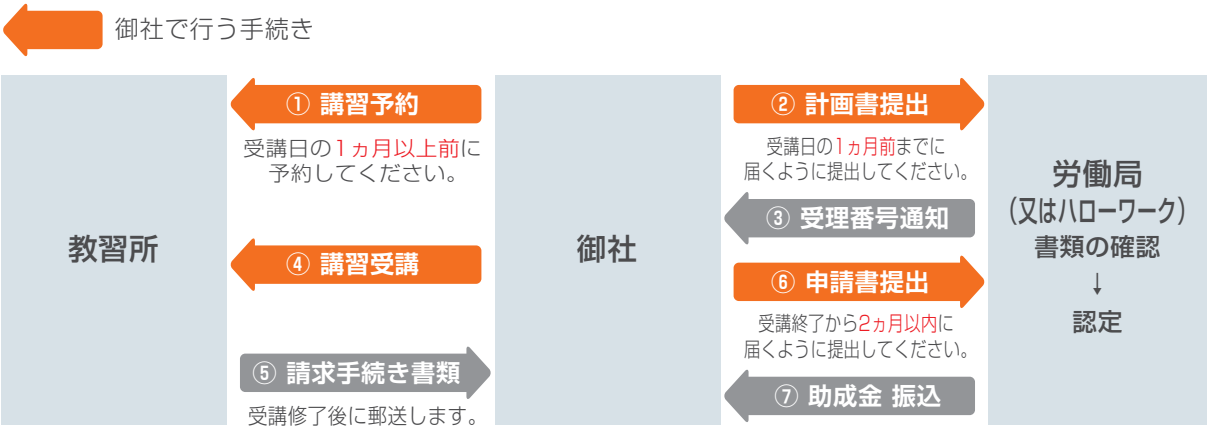 御社で行う手続き
教習所
① 講習予約
受講日の1ヵ月以上前に
予約してください。
④ 講習受講
⑤ 請求手続き書類
受講修了後に郵送します。
御社
② 計画書提出
受講日の1ヵ月前までに
届くように提出してください。
③ 受理番号通知
⑥ 申請書提出
受講終了から2ヵ月以内に
届くように提出してください。
⑦ 助成金 振込
労働局
(又はハローワーク)
書類の確認
↓
認定